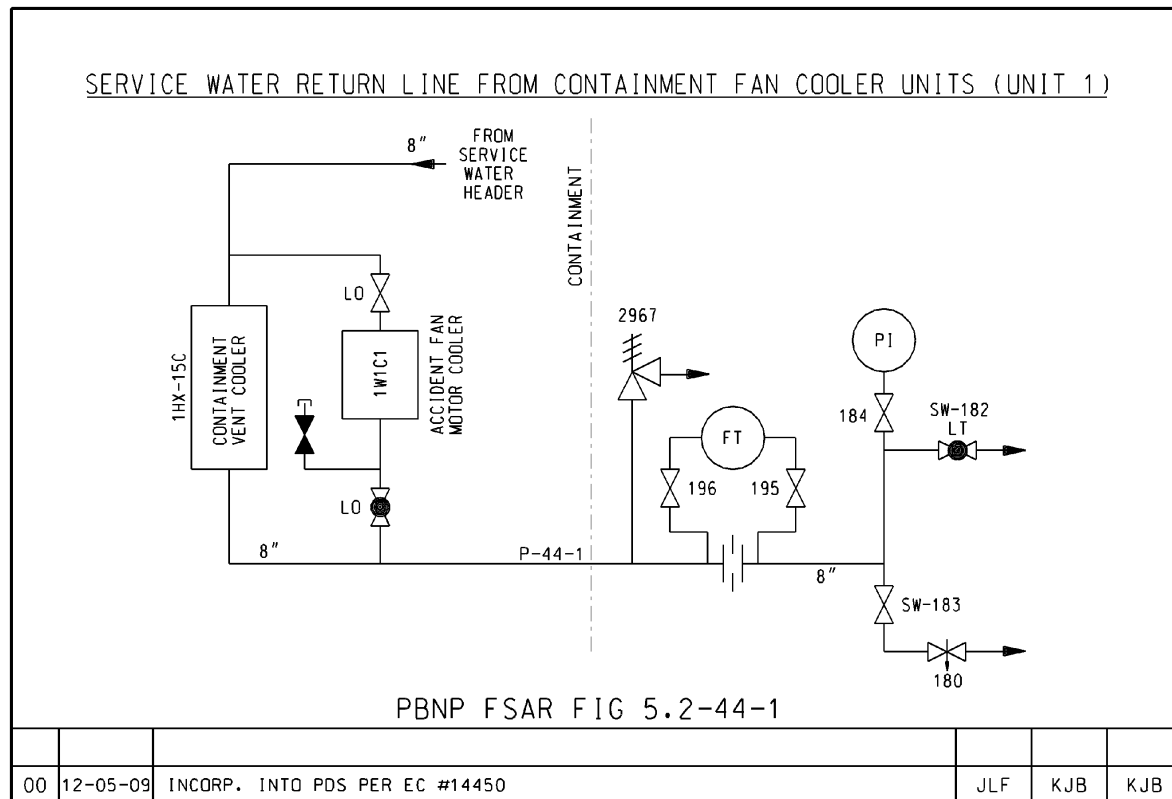 SERVICE WATER RETURN LINE FROM CONTAINMENT FAN COOLER UNITS (UNIT 1)
8"
FROM
SERVICE
WATER
HEADER
CONTAINMENT
LO
1HX-15C
CONTAINMENT
VENT COOLER
1W1C1
ACCIDENT FAN
MOTOR COOLER
LO
8"
P-44-1
2967
FT
196
195
8"
PI
184
SW-182
LT
SW-183
180
PBNP FSAR FIG 5.2-44-1
00 12-05-09 INCORP. INTO PDS PER EC #14450 JLF KJB KJB